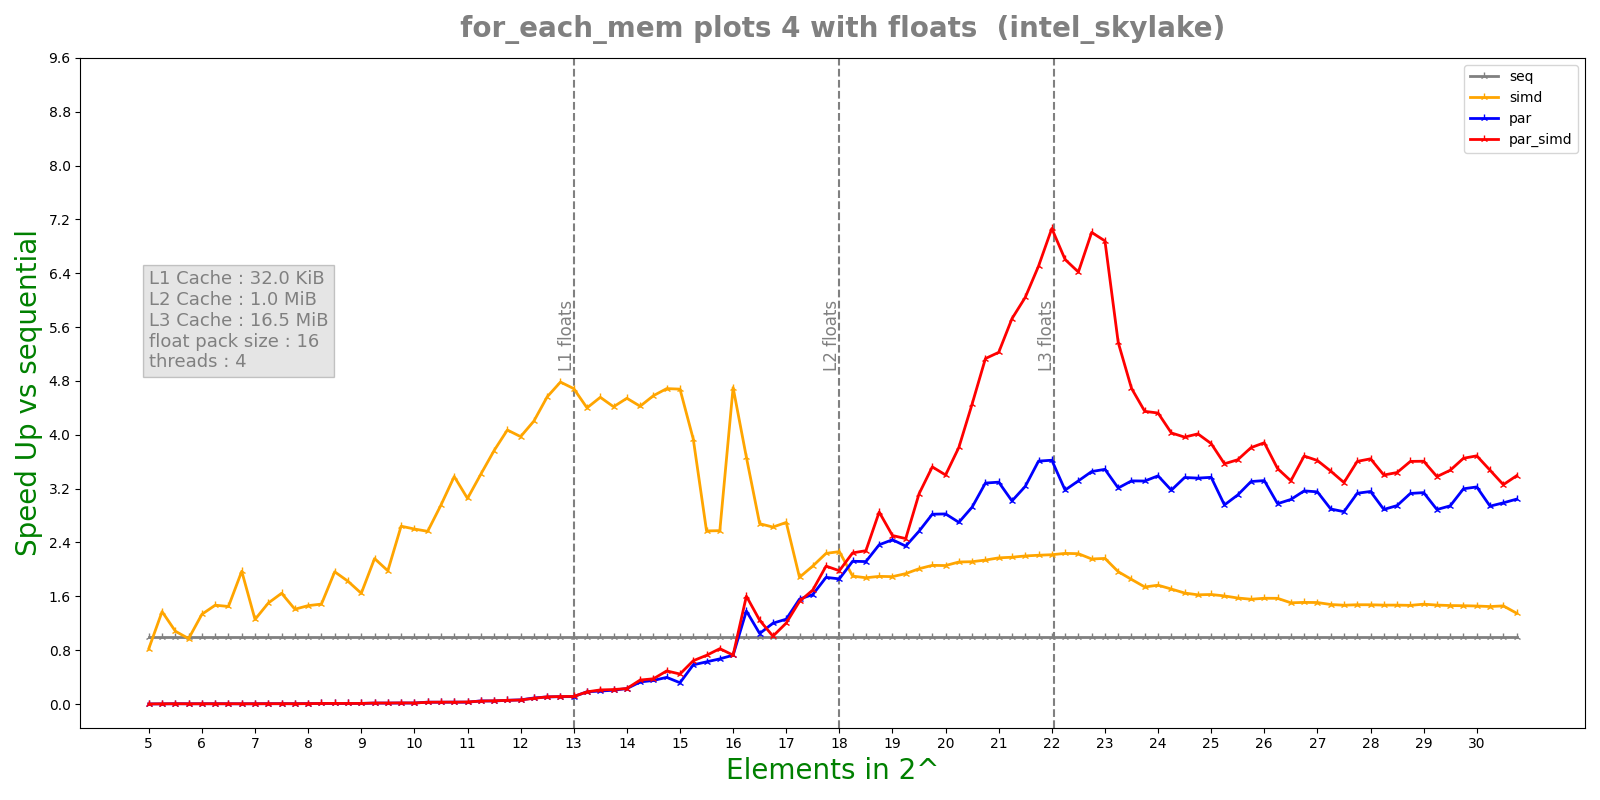 for_each_mem plots 4 with floats (intel_skylake)
Speed Up vs sequential
9.6
8.8
8.0
7.2
6.4
5.6
4.8
4.0
3.2
2.4
1.6
0.8
0.0
seq
simd
par
par_simd
L1 Cache : 32.0 KiB
L2 Cache : 1.0 MiB
L3 Cache : 16.5 MiB
float pack size : 16
threads : 4
L1 floats
L2 floats
L3 floats
5 6 7 8 9 10 11 12 13 14 15 16 17 18 19 20 21 22 23 24 25 26 27 28 29 30
Elements in 2^